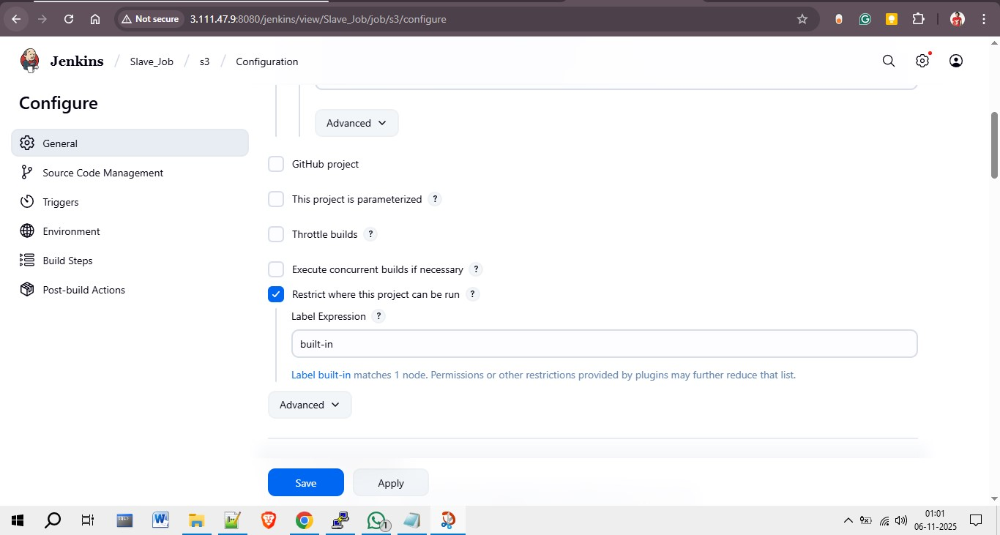 Not secure 3.111.47.9:8080/jenkins/view/Slave_Job/job/s3/configure
Jenkins / Slave_Job / s3 / Configuration
Configure
General
Source Code Management
Triggers
Environment
Build Steps
Post-build Actions
Advanced
GitHub project
This project is parameterized ?
Throttle builds ?
Execute concurrent builds if necessary ?
Restrict where this project can be run ?
Label Expression ?
built-in
Label built-in matches 1 node. Permissions or other restrictions provided by plugins may further reduce that list.
Advanced
Save Apply
1
01:01
06-11-2025